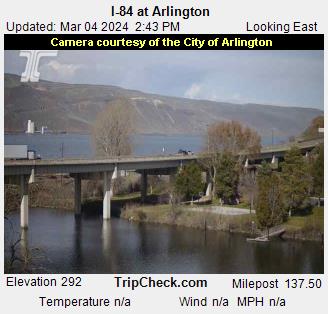 I-84 at Arlington
Updated: Mar 04 2024 2:43 PM Looking East
Camera courtesy of the City of Arlington
Elevation 292 TripCheck.com Milepost 137.50
Temperature n/a Wind n/a MPH n/a